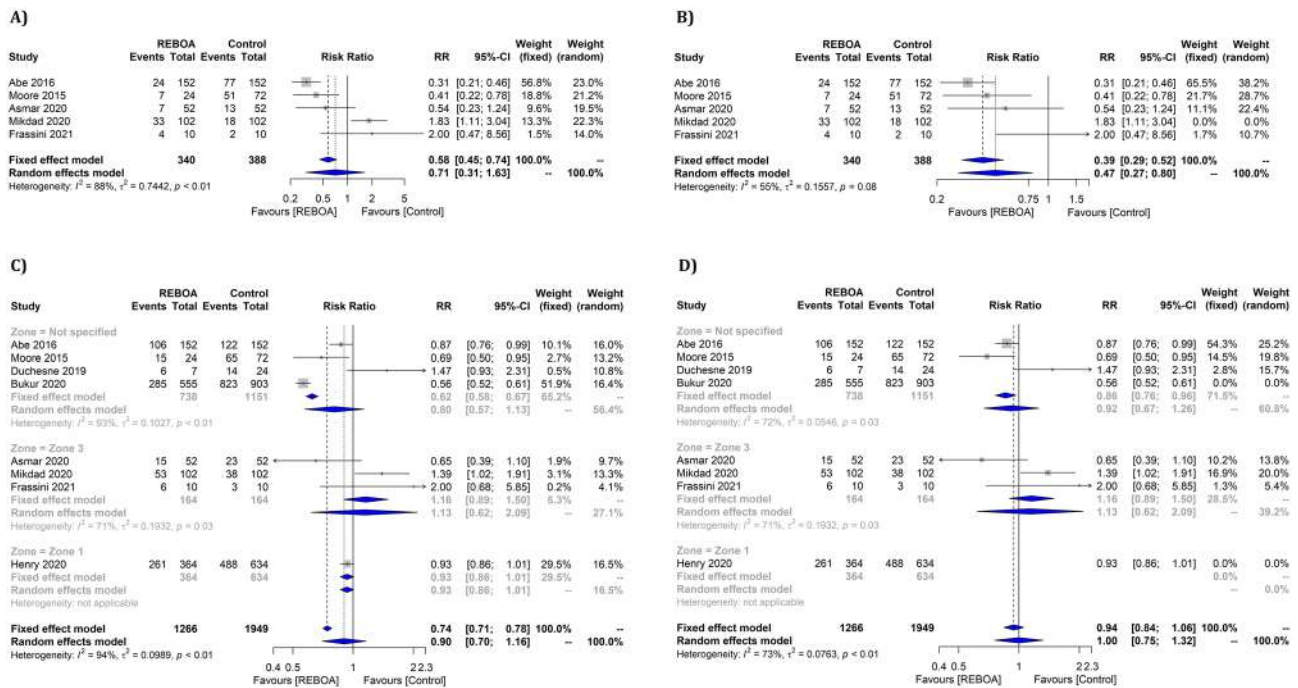 A)
REBOA Control Weight Weight
Study Events Total Events Total Risk Ratio RR 95%-CI (fixed) (random)
Abe 2016 24 152 77 152 0.31 [0.21; 0.46] 56.8% 23.0%
Moore 2015 7 24 51 72 0.41 [0.22; 0.78] 18.8% 21.2%
Asmar 2020 7 52 13 52 0.54 [0.23; 1.24] 9.6% 19.5%
Mikdad 2020 33 102 18 102 1.83 [1.11; 3.04] 13.3% 22.3%
Frassini 2021 4 10 2 10 2.00 [0.47; 8.56] 1.5% 14.0%
Fixed effect model 340 388 0.58 [0.45; 0.74] 100.0% --
Random effects model 0.71 [0.31; 1.63] -- 100.0%
Heterogeneity: I² = 88%, τ² = 0.7442, p < 0.01
0.2 0.5 1 2 5
Favours [REBOA] Favours [Control]
B)
REBOA Control Weight Weight
Study Events Total Events Total Risk Ratio RR 95%-CI (fixed) (random)
Abe 2016 24 152 77 152 0.31 [0.21; 0.46] 65.5% 38.2%
Moore 2015 7 24 51 72 0.41 [0.22; 0.78] 21.7% 28.7%
Asmar 2020 7 52 13 52 0.54 [0.23; 1.24] 11.1% 22.4%
Mikdad 2020 33 102 18 102 1.83 [1.11; 3.04] 0.0% 0.0%
Frassini 2021 4 10 2 10 2.00 [0.47; 8.56] 1.7% 10.7%
Fixed effect model 340 388 0.39 [0.29; 0.52] 100.0% --
Random effects model 0.47 [0.27; 0.80] -- 100.0%
Heterogeneity: I² = 55%, τ² = 0.1557, p = 0.08
0.2 0.75 1 1.5
Favours [REBOA] Favours [Control]
C)
REBOA Control Weight Weight
Study Events Total Events Total Risk Ratio RR 95%-CI (fixed) (random)
Zone = Not specified
Abe 2016 106 152 122 152 0.87 [0.76; 0.99] 10.1% 16.0%
Moore 2015 15 24 65 72 0.69 [0.50; 0.95] 2.7% 13.2%
Duchesne 2019 6 7 14 24 1.47 [0.93; 2.31] 0.5% 10.8%
Bukur 2020 285 555 823 903 0.56 [0.52; 0.61] 51.9% 16.4%
Fixed effect model 738 1151 0.62 [0.58; 0.67] 65.2% --
Random effects model 0.80 [0.57; 1.13] -- 56.4%
Heterogeneity: I² = 93%, τ² = 0.1027, p < 0.01
Zone = Zone 3
Asmar 2020 15 52 23 52 0.65 [0.39; 1.10] 1.9% 9.7%
Mikdad 2020 53 102 38 102 1.39 [1.02; 1.91] 3.1% 13.3%
Frassini 2021 6 10 3 10 2.00 [0.68; 5.85] 0.2% 4.1%
Fixed effect model 164 164 1.16 [0.89; 1.50] 5.3% --
Random effects model 1.13 [0.62; 2.09] -- 27.1%
Heterogeneity: I² = 71%, τ² = 0.1932, p = 0.03
Zone = Zone 1
Henry 2020 261 364 488 634 0.93 [0.86; 1.01] 29.5% 16.5%
Fixed effect model 364 634 0.93 [0.86; 1.01] 29.5% --
Random effects model 0.93 [0.86; 1.01] -- 16.5%
Heterogeneity: not applicable
Fixed effect model 1266 1949 0.74 [0.71; 0.78] 100.0% --
Random effects model 0.90 [0.70; 1.16] -- 100.0%
Heterogeneity: I² = 94%, τ² = 0.0989, p < 0.01
0.4 0.5 1 2 2.3
Favours [REBOA] Favours [Control]
D)
REBOA Control Weight Weight
Study Events Total Events Total Risk Ratio RR 95%-CI (fixed) (random)
Zone = Not specified
Abe 2016 106 152 122 152 0.87 [0.76; 0.99] 54.3% 25.2%
Moore 2015 15 24 65 72 0.69 [0.50; 0.95] 14.5% 19.8%
Duchesne 2019 6 7 14 24 1.47 [0.93; 2.31] 2.8% 15.7%
Bukur 2020 285 555 823 903 0.56 [0.52; 0.61] 0.0% 0.0%
Fixed effect model 738 1151 0.86 [0.76; 0.96] 71.5% --
Random effects model 0.92 [0.67; 1.26] -- 60.8%
Heterogeneity: I² = 72%, τ² = 0.0546, p = 0.03
Zone = Zone 3
Asmar 2020 15 52 23 52 0.65 [0.39; 1.10] 10.2% 13.8%
Mikdad 2020 53 102 38 102 1.39 [1.02; 1.91] 16.9% 20.0%
Frassini 2021 6 10 3 10 2.00 [0.68; 5.85] 1.3% 5.4%
Fixed effect model 164 164 1.16 [0.89; 1.50] 28.5% --
Random effects model 1.13 [0.62; 2.09] -- 39.2%
Heterogeneity: I² = 71%, τ² = 0.1932, p = 0.03
Zone = Zone 1
Henry 2020 261 364 488 634 0.93 [0.86; 1.01] 0.0% 0.0%
Fixed effect model 364 634 0.0% --
Random effects model -- 0.0%
Heterogeneity: not applicable
Fixed effect model 1266 1949 0.94 [0.84; 1.06] 100.0% --
Random effects model 1.00 [0.75; 1.32] -- 100.0%
Heterogeneity: I² = 73%, τ² = 0.0763, p < 0.01
0.4 0.5 1 2 2.3
Favours [REBOA] Favours [Control]